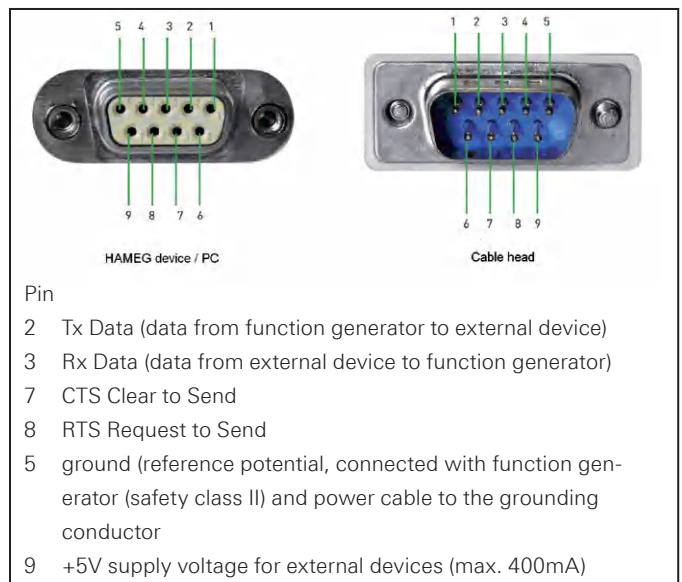 5 4 3 2 1
1 2 3 4 5
9 8 7 6
6 7 8 9
HAMEG device / PC
Cable head
Pin
2 Tx Data (data from function generator to external device)
3 Rx Data (data from external device to function generator)
7 CTS Clear to Send
8 RTS Request to Send
5 ground (reference potential, connected with function gen-
erator (safety class II) and power cable to the grounding
conductor
9 +5V supply voltage for external devices (max. 400mA)